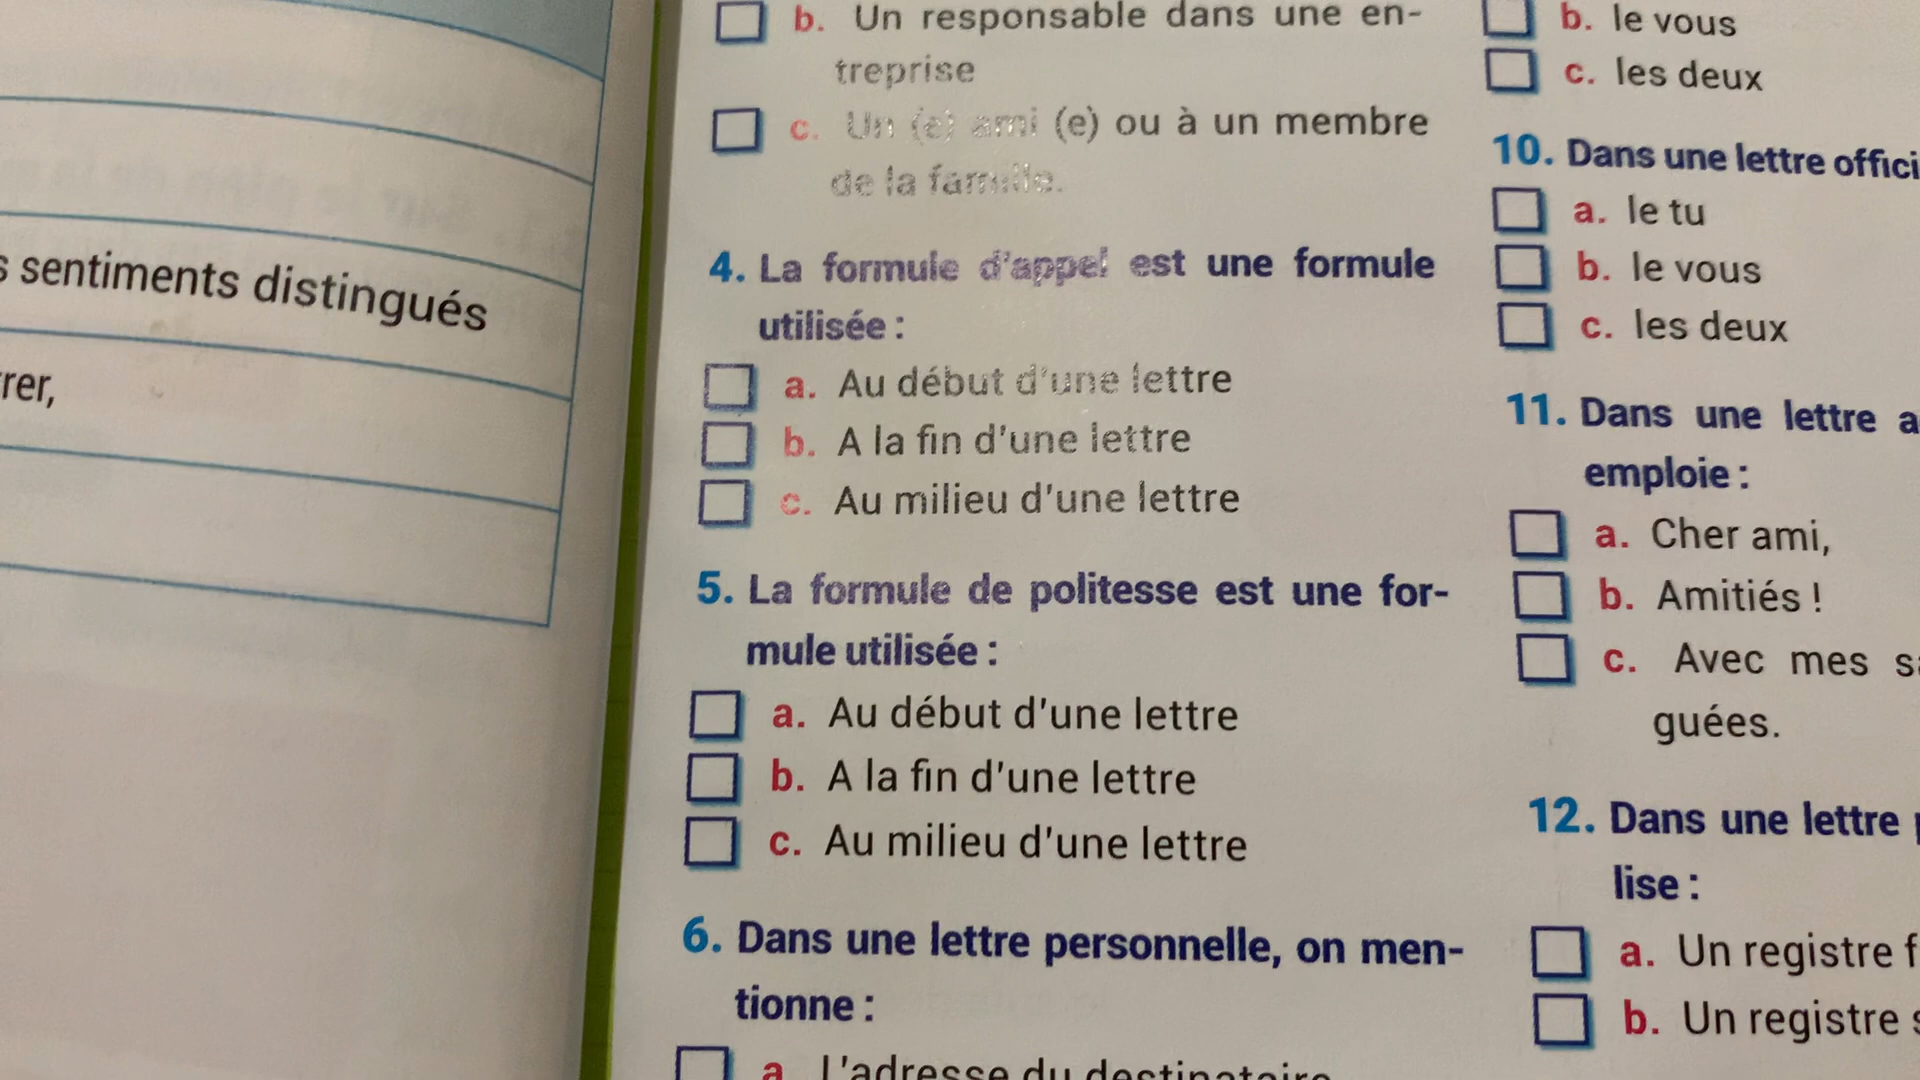 sentiments distingués
rer,
b. Un responsable dans une en-
treprise
c. Un (e) ami (e) ou à un membre
de la famille.
4. La formule d'appel est une formule
utilisée :
a. Au début d'une lettre
b. A la fin d'une lettre
c. Au milieu d'une lettre
5. La formule de politesse est une for-
mule utilisée :
a. Au début d'une lettre
b. A la fin d'une lettre
c. Au milieu d'une lettre
6. Dans une lettre personnelle, on men-
tionne :
a L'adresse du destinataire
b. le vous
c. les deux
10. Dans une lettre offici
a. le tu
b. le vous
c. les deux
11. Dans une lettre a
emploie :
a. Cher ami,
b. Amitiés !
c. Avec mes s
guées.
12. Dans une lettre
lise :
a. Un registre f
b. Un registre s